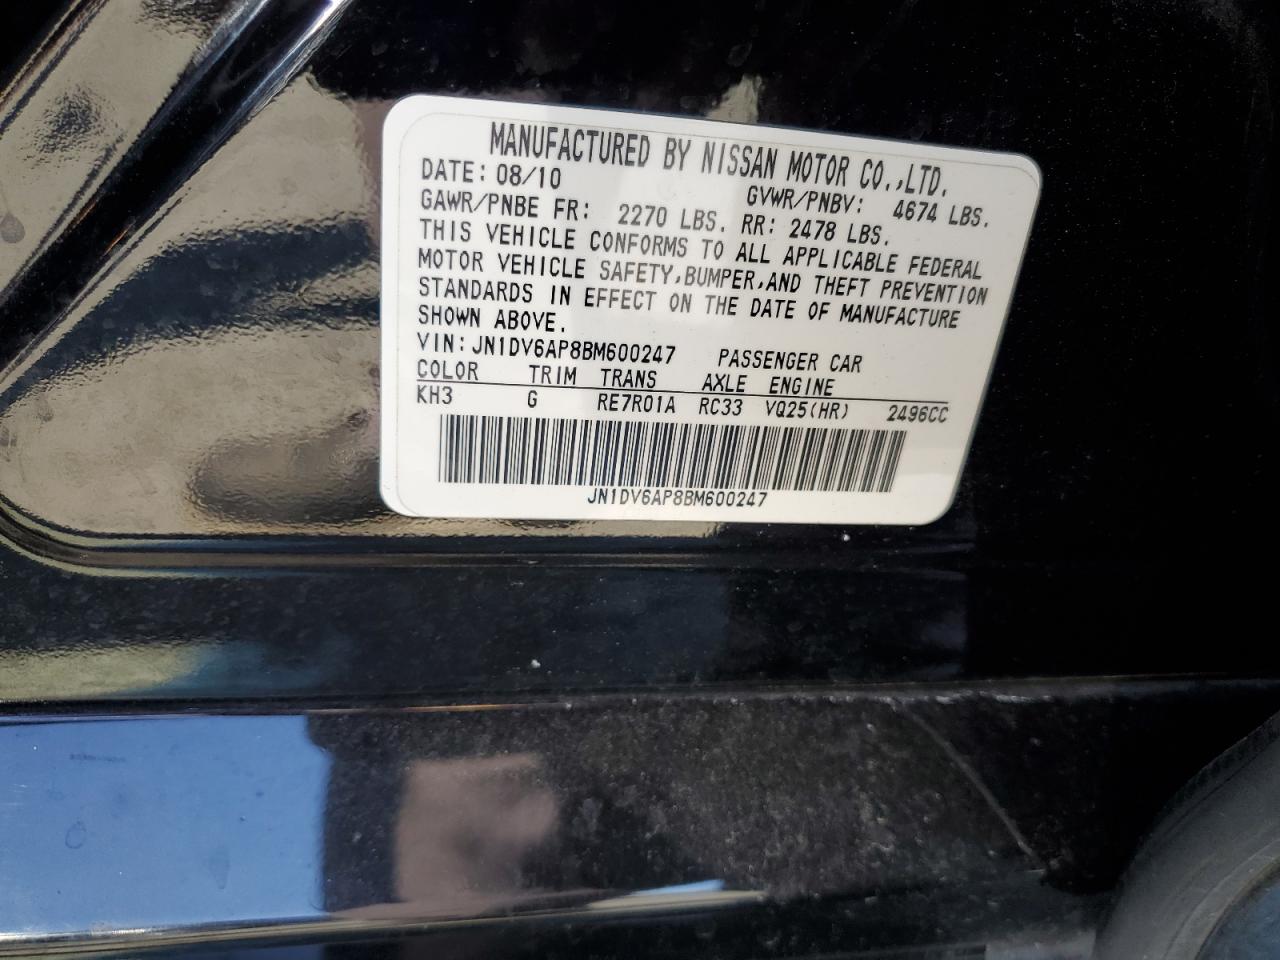 MANUFACTURED BY NISSAN MOTOR CO.,LTD.
DATE: 08/10 GVWR/PNBV: 4674 LBS.
GAWR/PNBE FR: 2270 LBS. RR: 2478 LBS.
THIS VEHICLE CONFORMS TO ALL APPLICABLE FEDERAL
MOTOR VEHICLE SAFETY,BUMPER,AND THEFT PREVENTION
STANDARDS IN EFFECT ON THE DATE OF MANUFACTURE
SHOWN ABOVE.
VIN: JN1DV6AP8BM600247 PASSENGER CAR
COLOR TRIM TRANS AXLE ENGINE
KH3 G RE7R01A RC33 VQ25(HR) 2496CC
JN1DV6AP8BM600247